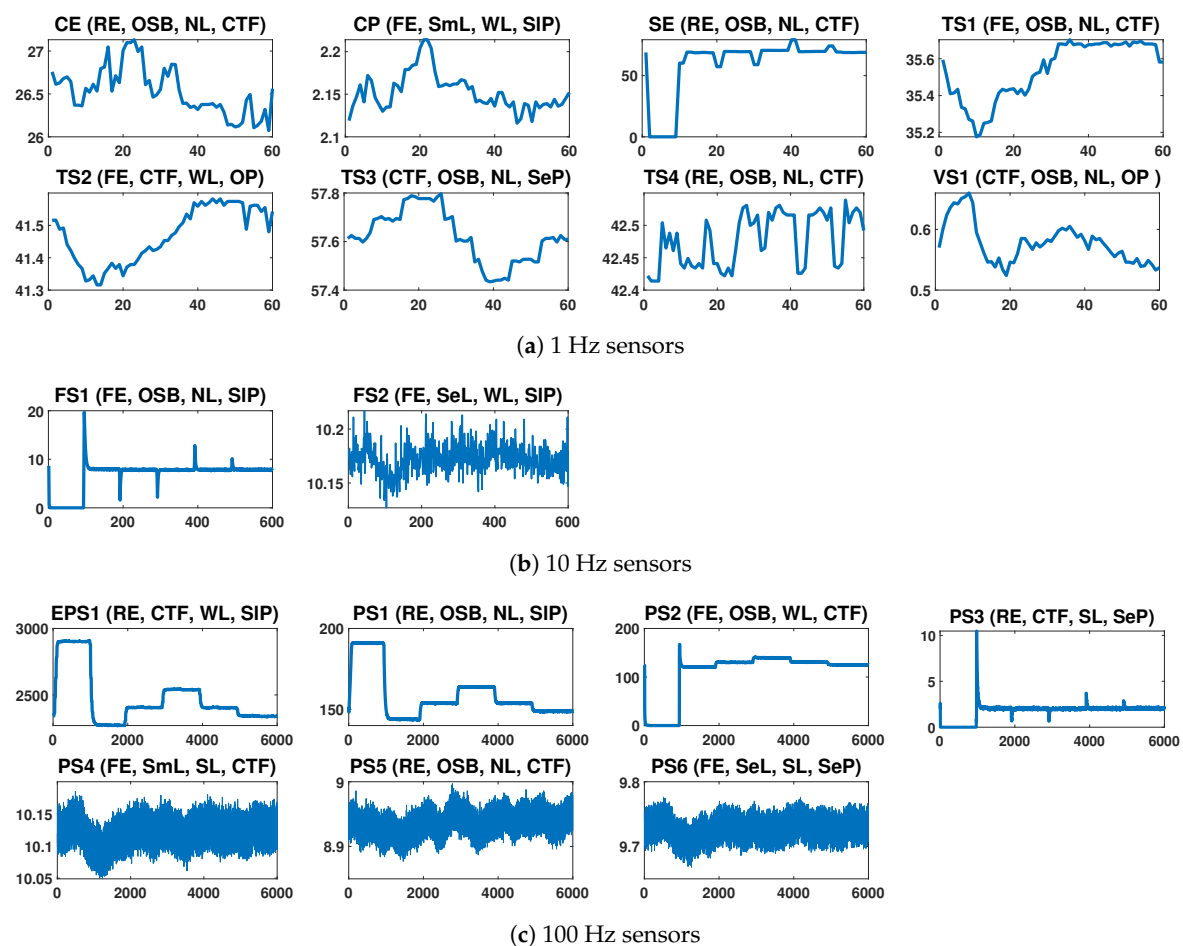 CE (RE, OSB, NL, CTF) CP (FE, SmL, WL, SIP) SE (RE, OSB, NL, CTF) TS1 (FE, OSB, NL, CTF)
27 2.2 50 35.6
26.5 2.15 35.4
26 2.1 0 35.2
0 20 40 60 0 20 40 60 0 20 40 60 0 20 40 60
TS2 (FE, CTF, WL, OP) TS3 (CTF, OSB, NL, SeP) TS4 (RE, OSB, NL, CTF) VS1 (CTF, OSB, NL, OP )
41.5 57.8 42.5 0.6
41.4 57.6 42.45
41.3 57.4 42.4 0.5
0 20 40 60 0 20 40 60 0 20 40 60 0 20 40 60
(a) 1 Hz sensors
FS1 (FE, OSB, NL, SIP) FS2 (FE, SeL, WL, SIP)
20 10.2
10
0 10.15
0 200 400 600 0 200 400 600
(b) 10 Hz sensors
EPS1 (RE, CTF, WL, SIP) PS1 (RE, OSB, NL, SIP) PS2 (FE, OSB, WL, CTF) PS3 (RE, CTF, SL, SeP)
3000 200 200 10
2500 150 100 5
0 0
0 2000 4000 6000 0 2000 4000 6000 0 2000 4000 6000 0 2000 4000 6000
PS4 (FE, SmL, SL, CTF) PS5 (RE, OSB, NL, CTF) PS6 (FE, SeL, SL, SeP)
10.15 9 9.8
10.1 8.9 9.7
10.05
0 2000 4000 6000 0 2000 4000 6000 0 2000 4000 6000
(c) 100 Hz sensors